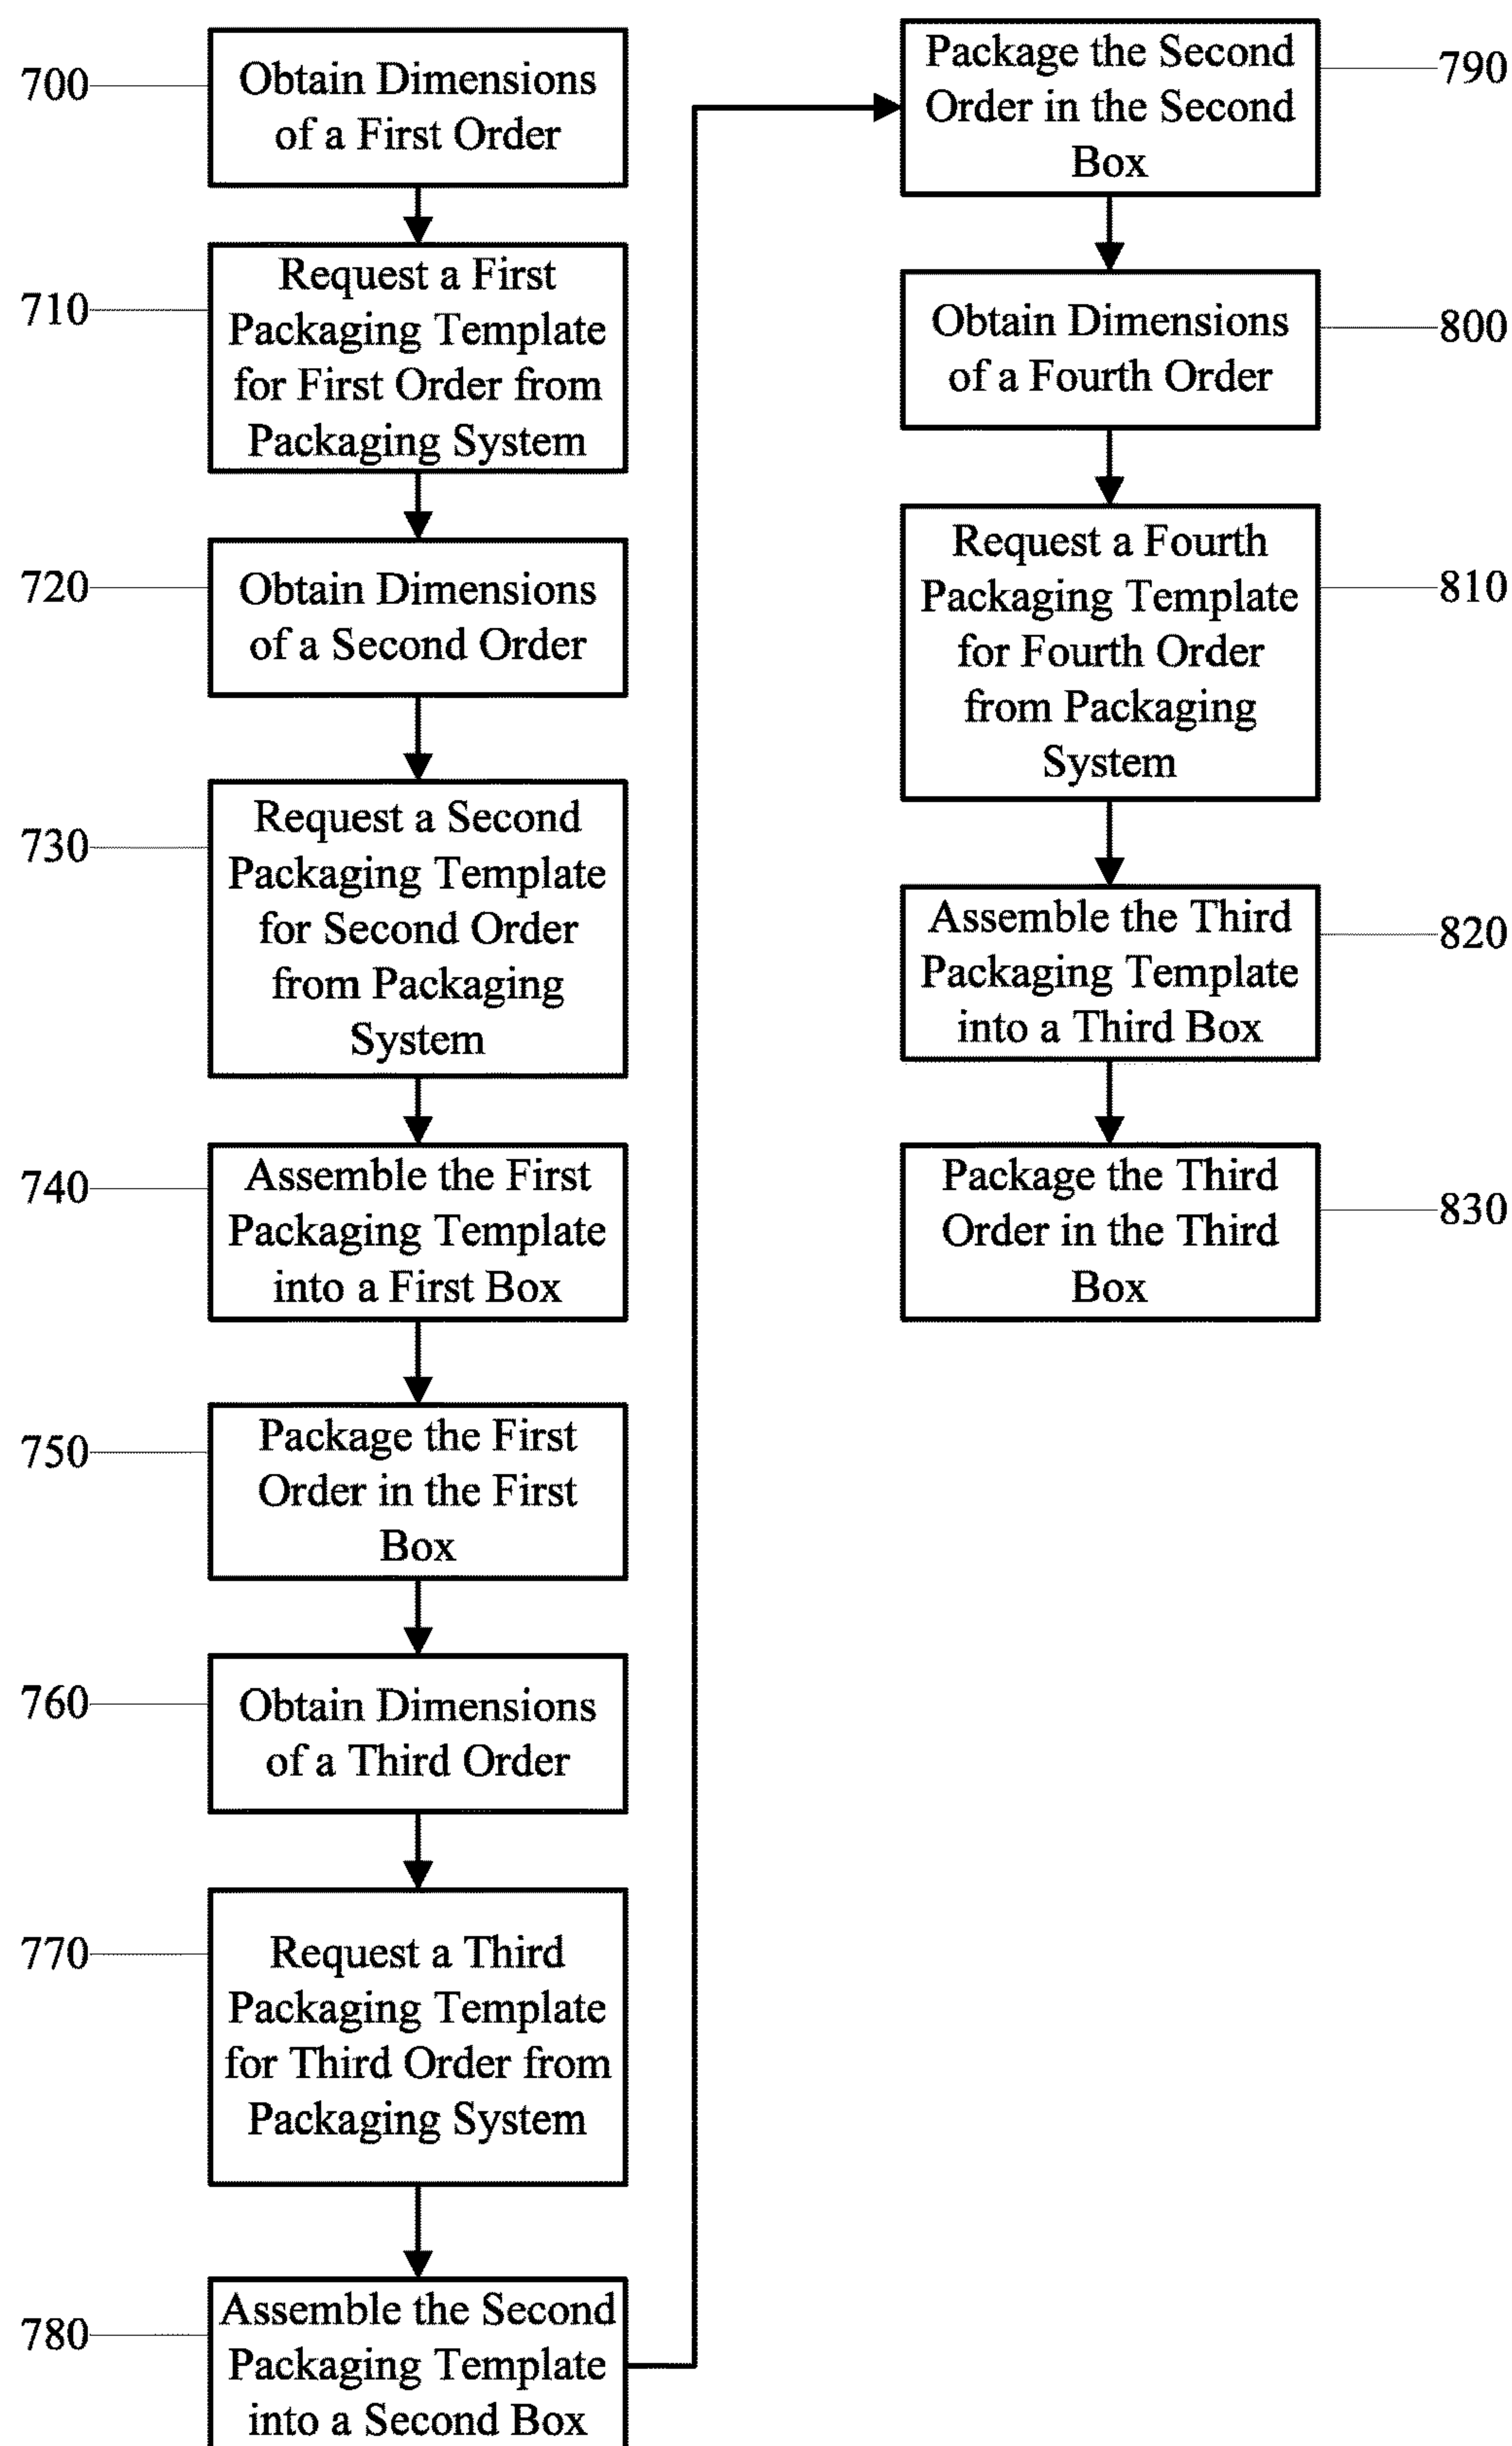 700
Obtain Dimensions
of a First Order
710
Request a First
Packaging Template
for First Order from
Packaging System
720
Obtain Dimensions
of a Second Order
730
Request a Second
Packaging Template
for Second Order
from Packaging
System
740
Assemble the First
Packaging Template
into a First Box
750
Package the First
Order in the First
Box
760
Obtain Dimensions
of a Third Order
770
Request a Third
Packaging Template
for Third Order from
Packaging System
780
Assemble the Second
Packaging Template
into a Second Box
790
Package the Second
Order in the Second
Box
800
Obtain Dimensions
of a Fourth Order
810
Request a Fourth
Packaging Template
for Fourth Order
from Packaging
System
820
Assemble the Third
Packaging Template
into a Third Box
830
Package the Third
Order in the Third
Box